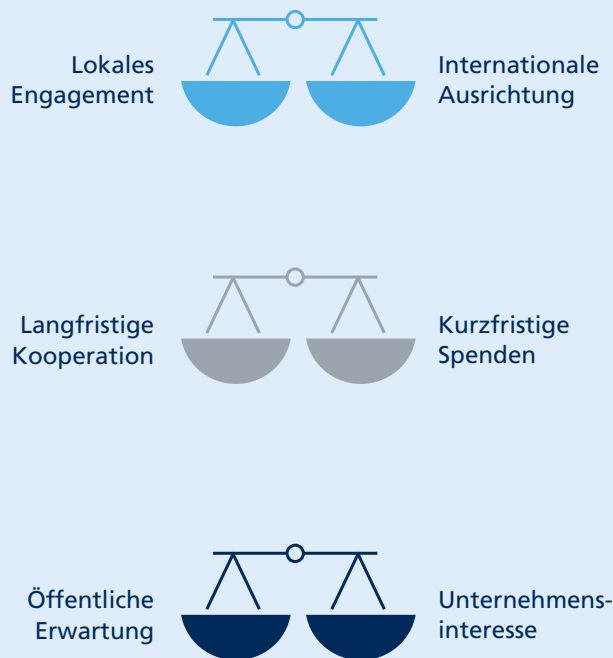 Lokales
Engagement
Internationale
Ausrichtung
Langfristige
Kooperation
Kurzfristige
Spenden
Öffentliche
Erwartung
Unternehmens-
interesse